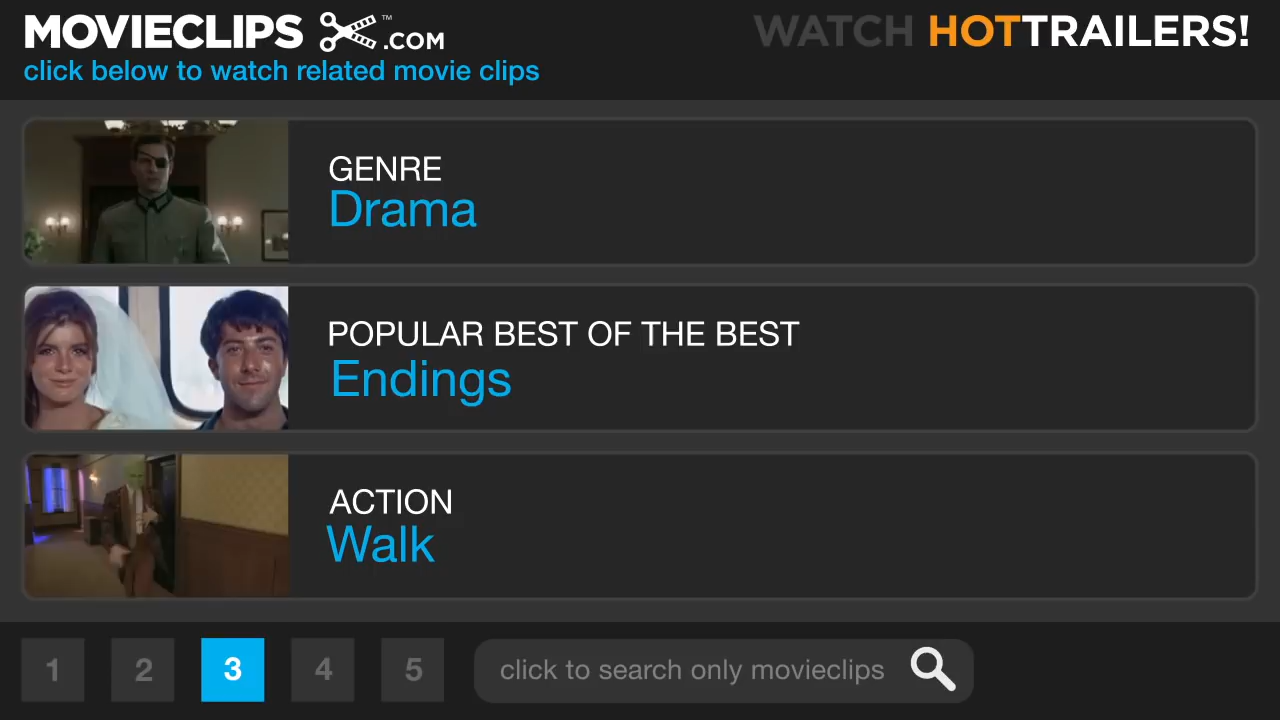 MOVIECLIPS ™.COM
WATCH HOTTRAILERS!
click below to watch related movie clips
GENRE
Drama
POPULAR BEST OF THE BEST
Endings
ACTION
Walk
1 2 3 4 5
click to search only movieclips